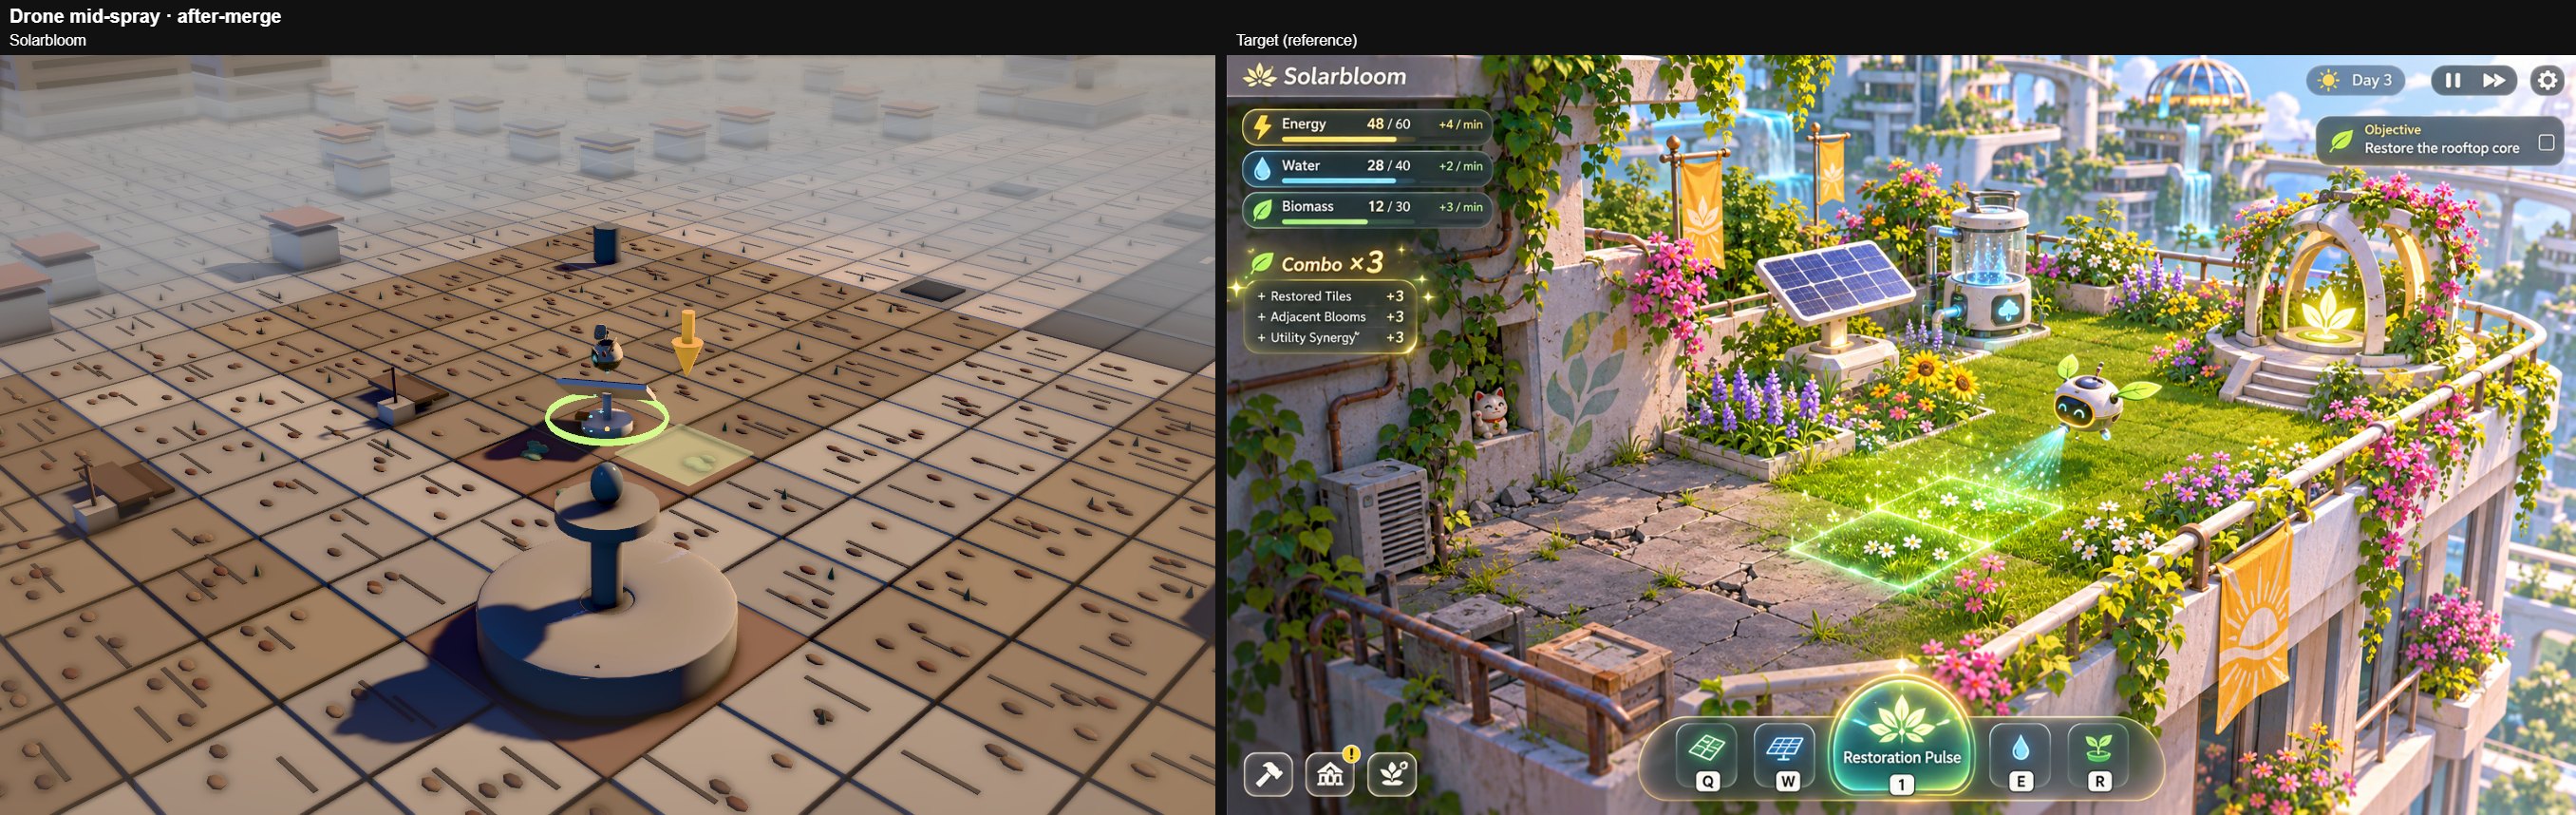 Drone mid-spray · after-merge
Solarbloom
Target (reference)
Solarbloom
Day 3
Energy 48 / 60 +4 / min
Water 28 / 40 +2 / min
Biomass 12 / 30 +3 / min
Objective
Restore the rooftop core
Combo ×3
+ Restored Tiles +3
+ Adjacent Blooms +3
+ Utility Synergy +3
!
Restoration Pulse
Q
W
1
E
R